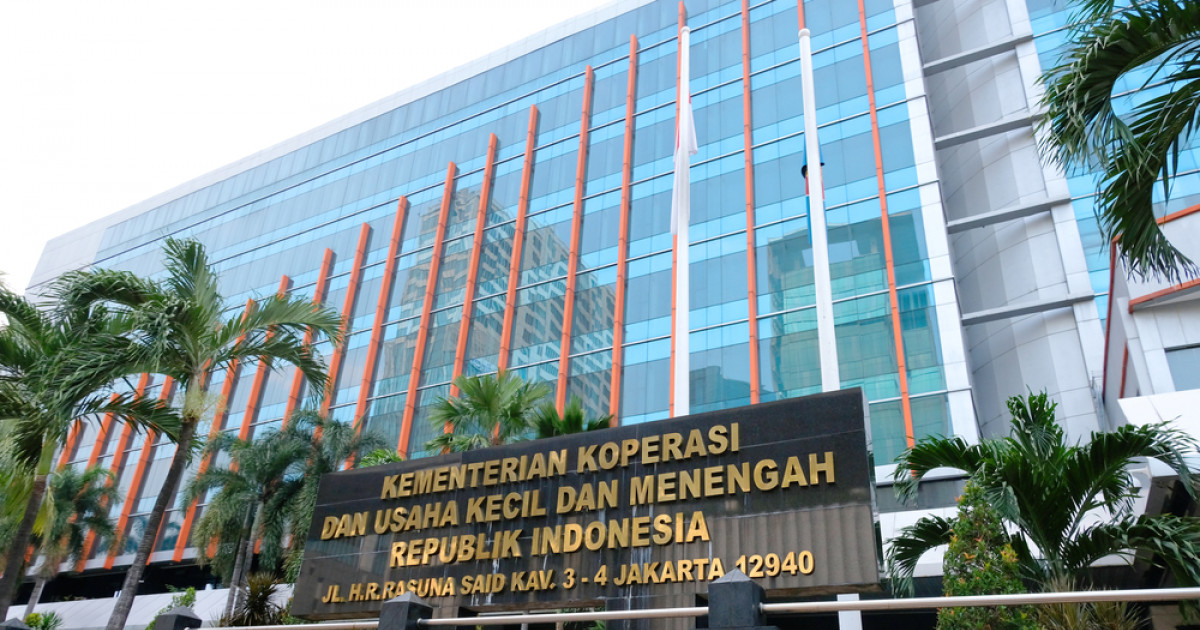 KEMENTERIAN KOPERASI
DAN USAHA KECIL DAN MENENGAH
REPUBLIK INDONESIA
JL. H.R.RASUNA SAID KAV. 3 - 4 JAKARTA 12940